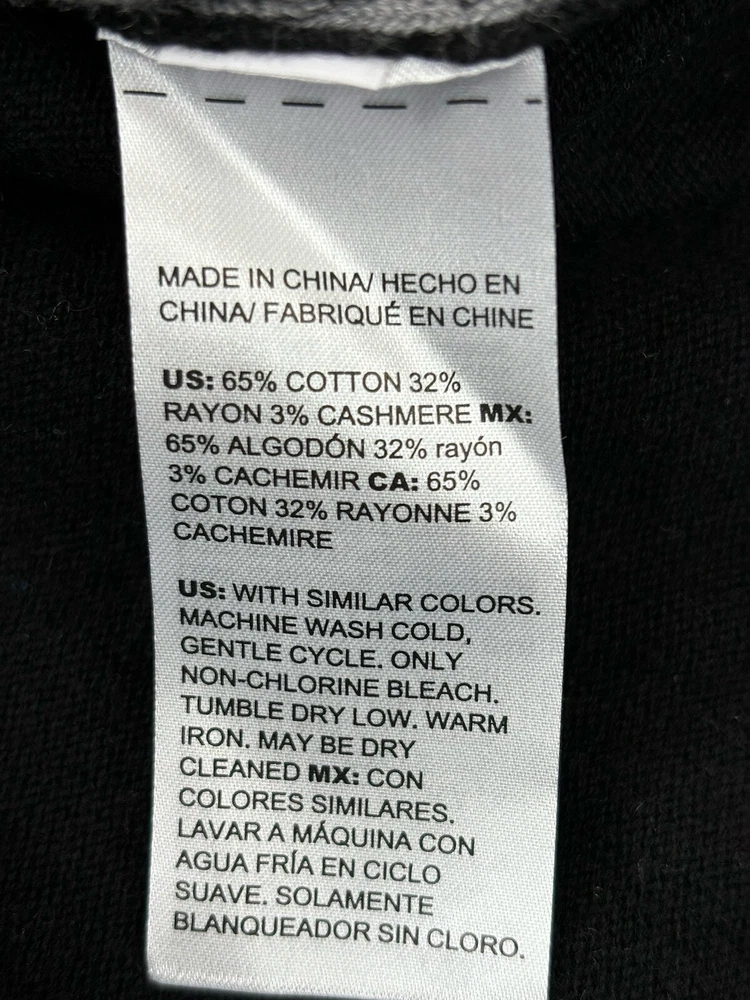 MADE IN CHINA/ HECHO EN
CHINA/ FABRIQUÉ EN CHINE
US: 65% COTTON 32%
RAYON 3% CASHMERE MX:
65% ALGODÓN 32% rayón
3% CACHEMIR CA: 65%
COTON 32% RAYONNE 3%
CACHEMIRE
US: WITH SIMILAR COLORS.
MACHINE WASH COLD,
GENTLE CYCLE. ONLY
NON-CHLORINE BLEACH.
TUMBLE DRY LOW. WARM
IRON. MAY BE DRY
CLEANED MX: CON
COLORES SIMILARES.
LAVAR A MÁQUINA CON
AGUA FRÍA EN CICLO
SUAVE. SOLAMENTE
BLANQUEADOR SIN CLORO.